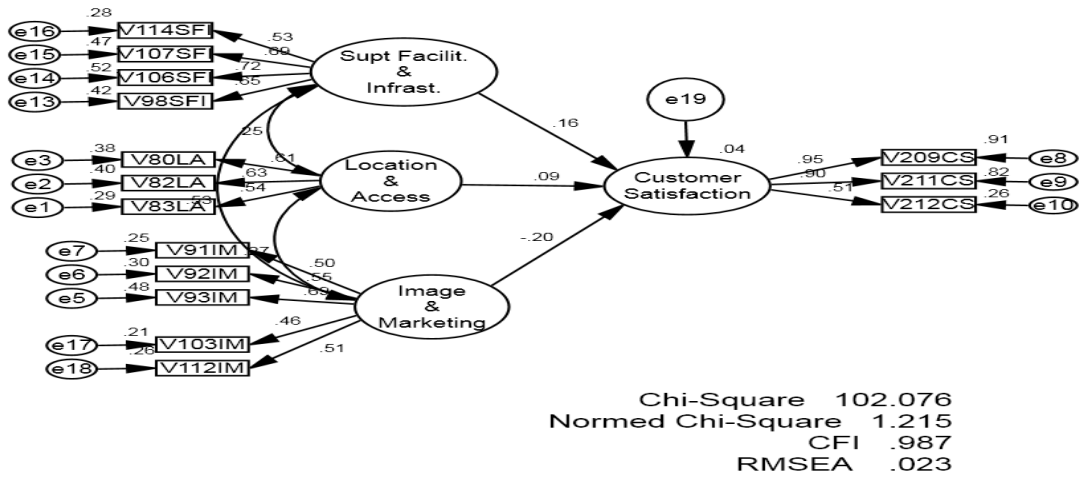 .28
e16 V114SFI .53
.47
e15 V107SFI .69
.52
e14 V106SFI .72
.42
e13 V98SFI .65
Supt Facilit.
&
Infrast.
e19
.16
.25
.38
e3 V80LA .61
.40
e2 V82LA .63
.29
e1 V83LA .54
Location
&
Access
.09
.04
Customer
Satisfaction
.95 V209CS .91 e8
.90 V211CS .82 e9
.51 V212CS .26 e10
-.20
.25
e7 V91IM .50
.30
e6 V92IM .55
.48
e5 V93IM .69
.21
e17 V103IM .46
.26
e18 V112IM .51
Image
&
Marketing
Chi-Square 102.076
Normed Chi-Square 1.215
CFI .987
RMSEA .023